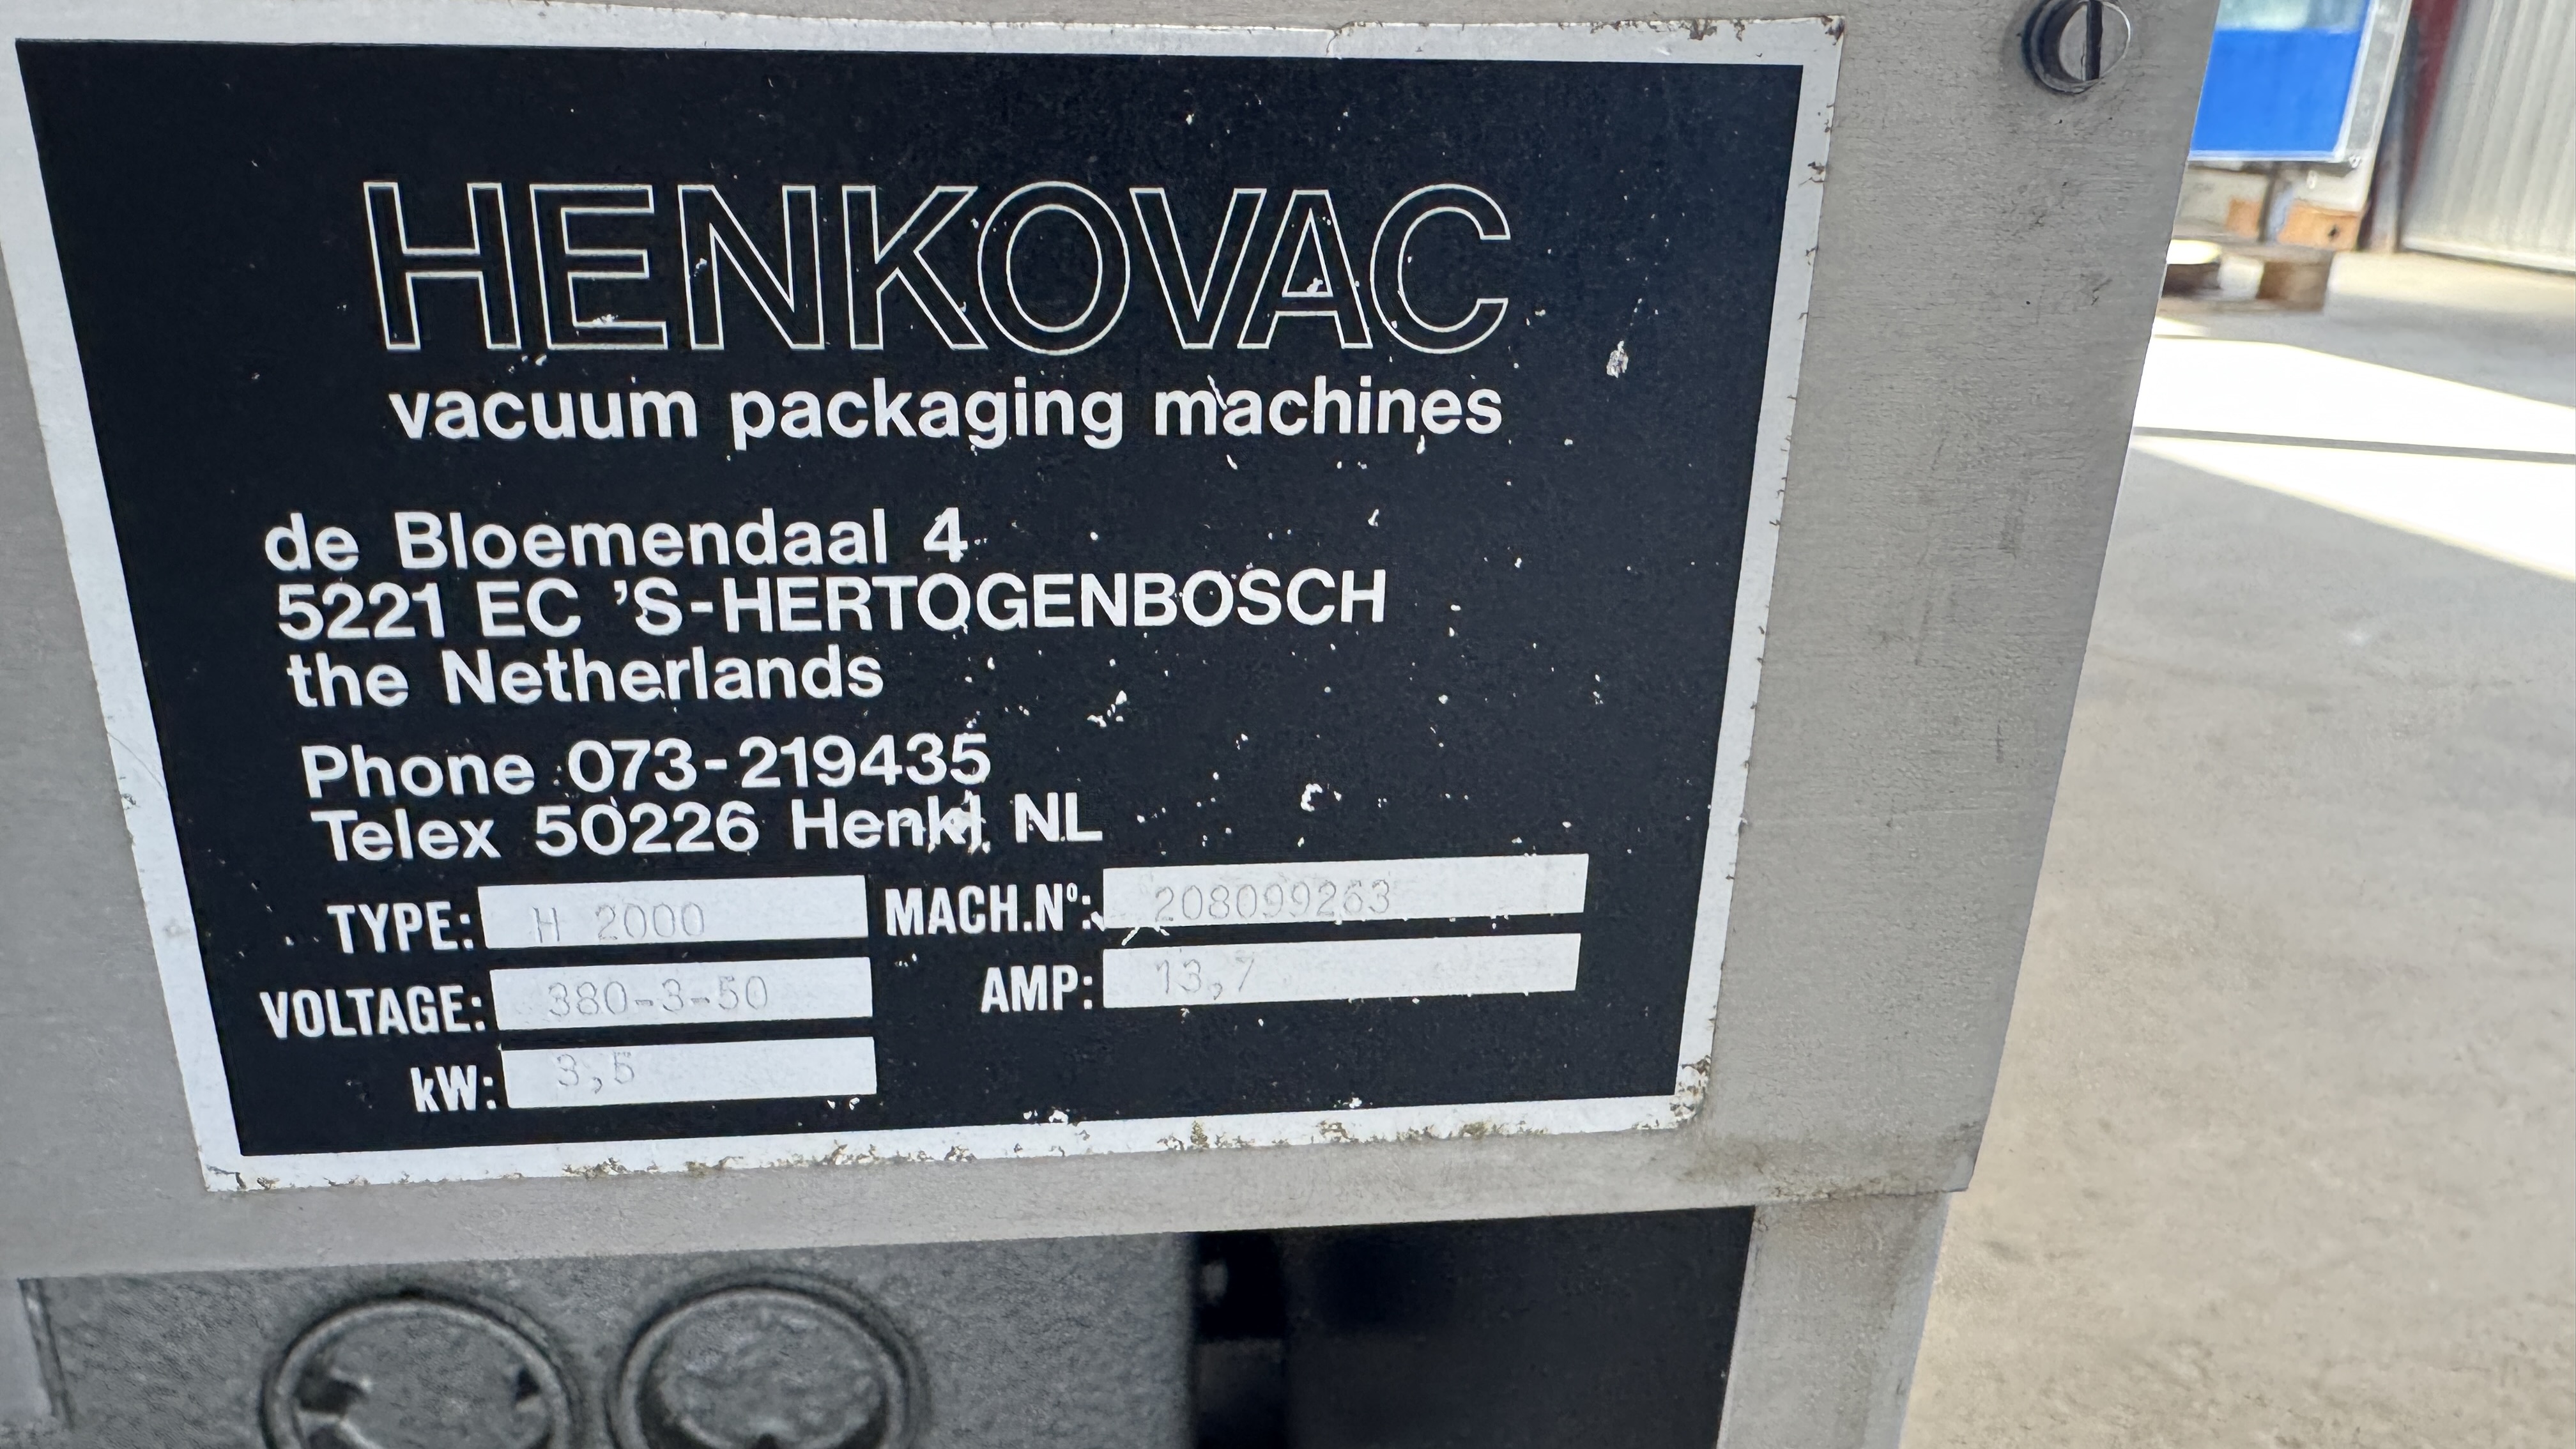 HENKOVAC
vacuum packaging machines
de Bloemendaal 4
5221 EC 'S-HERTOGENBOSCH
the Netherlands
Phone 073-219435
Telex 50226 Henkl NL
TYPE: H 2000 MACH.Nº: 208099263
VOLTAGE: 380-3-50 AMP: 13,7
kW: 3,5